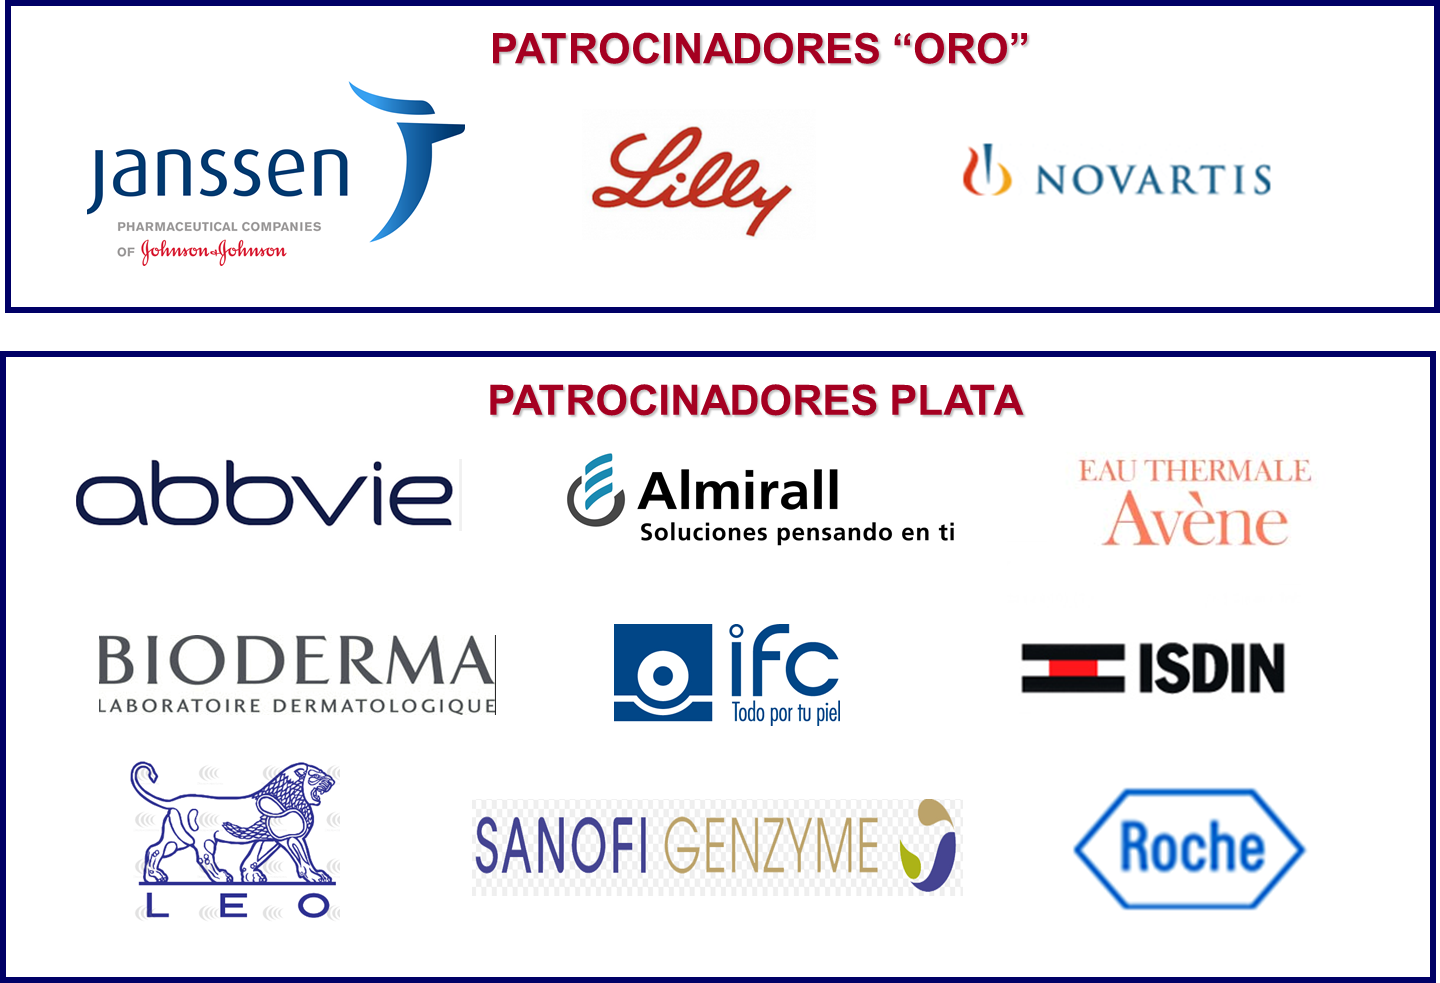 PATROCINADORES “ORO”
Janssen
PHARMACEUTICAL COMPANIES
OF Johnson & Johnson
Lilly
NOVARTIS
PATROCINADORES PLATA
abbvie
Almirall
Soluciones pensando en ti
EAU THERMALE
Avène
BIODERMA
LABORATOIRE DERMATOLOGIQUE
ifc
Todo por tu piel
ISDIN
LEO
SANOFI GENZYME
Roche